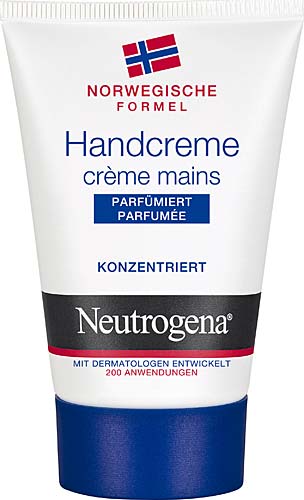 NORWEGISCHE
FORMEL
Handcreme
crème mains
PARFÜMIERT
PARFUMÉE
KONZENTRIERT
Neutrogena®
MIT DERMATOLOGEN ENTWICKELT
200 ANWENDUNGEN